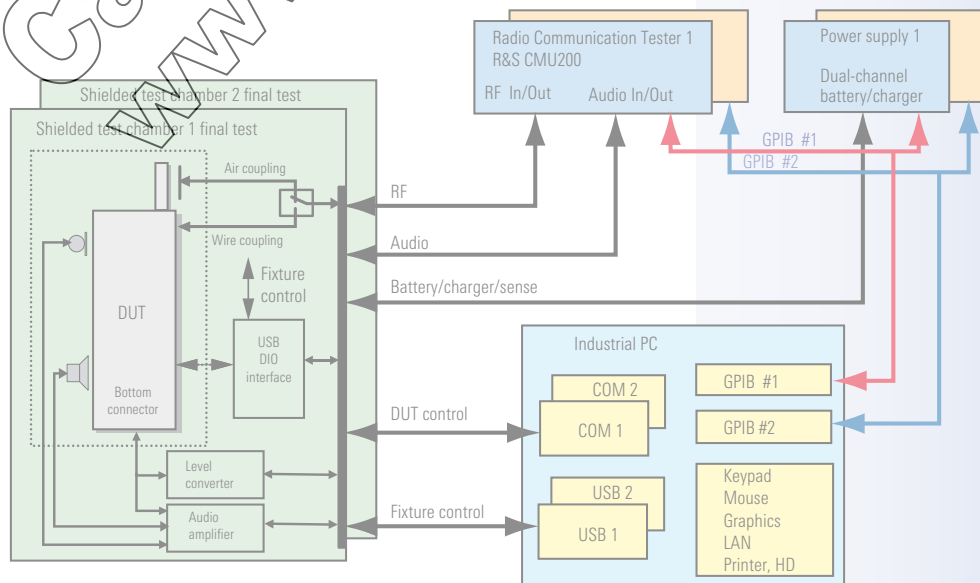 Radio Communication Tester 1
R&S CMU200
RF In/Out
Audio In/Out
Power supply 1
Dual-channel
battery/charger
Shielded test chamber 2 final test
Shielded test chamber 1 final test
GPIB #1
GPIB #2
Air coupling
RF
Wire coupling
Audio
Fixture
control
Battery/charger/sense
DUT
USB
DIO
interface
Industrial PC
Bottom
connector
GPIB #1
COM 2
COM 1
DUT control
GPIB #2
Level
converter
Keypad
Mouse
Graphics
LAN
Printer, HD
USB 2
USB 1
Fixture control
Audio
amplifier